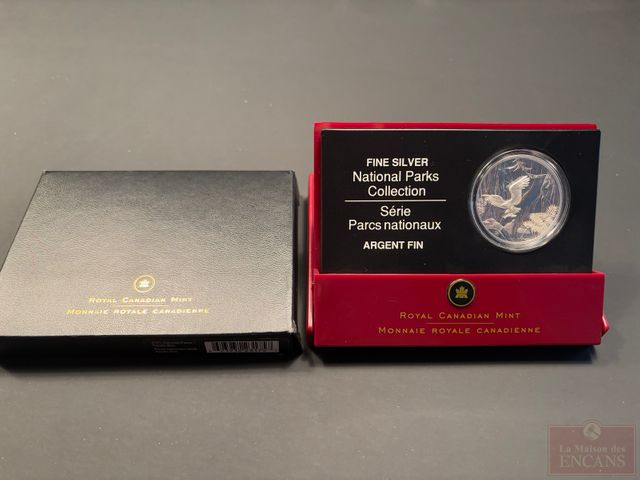 ROYAL CANADIAN MINT
MONNAIE ROYALE CANADIENNE
FINE SILVER
National Parks
Collection
Série
Parcs nationaux
ARGENT FIN
ROYAL CANADIAN MINT
MONNAIE ROYALE CANADIENNE
La Maison des
ENCANS